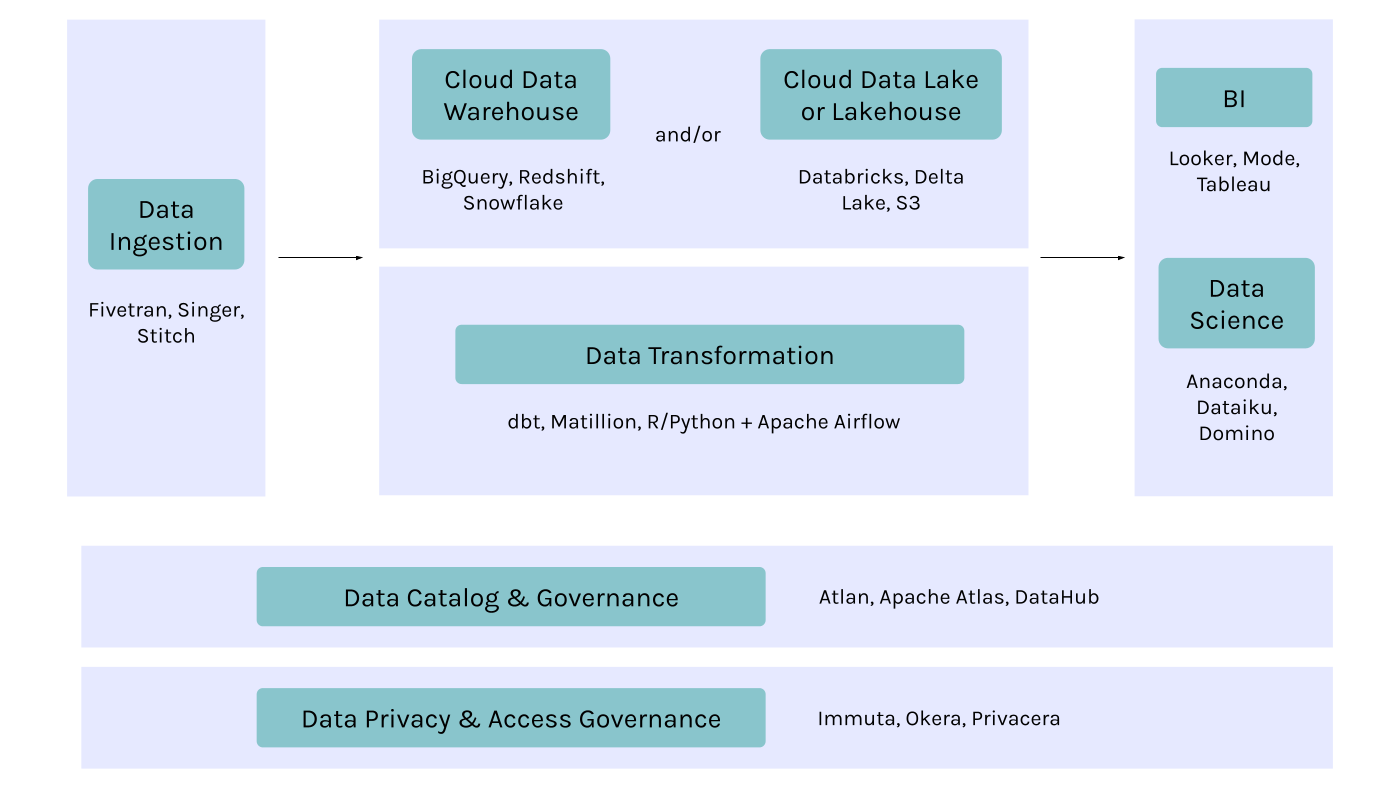 Data
Ingestion
Fivetran, Singer,
Stitch
Cloud Data
Warehouse
BigQuery, Redshift,
Snowflake
and/or
Cloud Data Lake
or Lakehouse
Databricks, Delta
Lake, S3
Data Transformation
dbt, Matillion, R/Python + Apache Airflow
BI
Looker, Mode,
Tableau
Data
Science
Anaconda,
Dataiku,
Domino
Data Catalog & Governance
Atlan, Apache Atlas, DataHub
Data Privacy & Access Governance
Immuta, Okera, Privacera